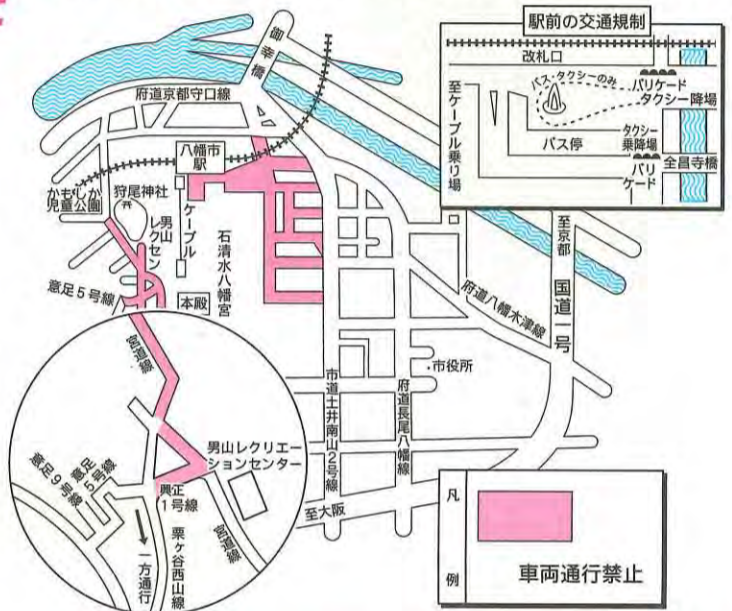 駅前の交通規制
改札口
バス・タクシーのみ
バリケード
タクシー降場
至ケーブル乗り場
バス停
タクシー
乗降場
全昌寺橋
バリ
ケード
御幸橋
府道京都守口線
八幡市
駅
かもしか
児童公園
狩尾神社
男山
レクセン
ケーブル
石清水八幡宮
本殿
意足5号線
宮道線
至京都
国道一号
府道八幡木津線
・市役所
市道土井南山2号線
府道長尾八幡線
男山レクリエー
ションセンター
意足
5号線
意足9号線
興正
1号線
宮道線
栗ヶ谷西山線
一方通行
至大阪
凡例
車両通行禁止